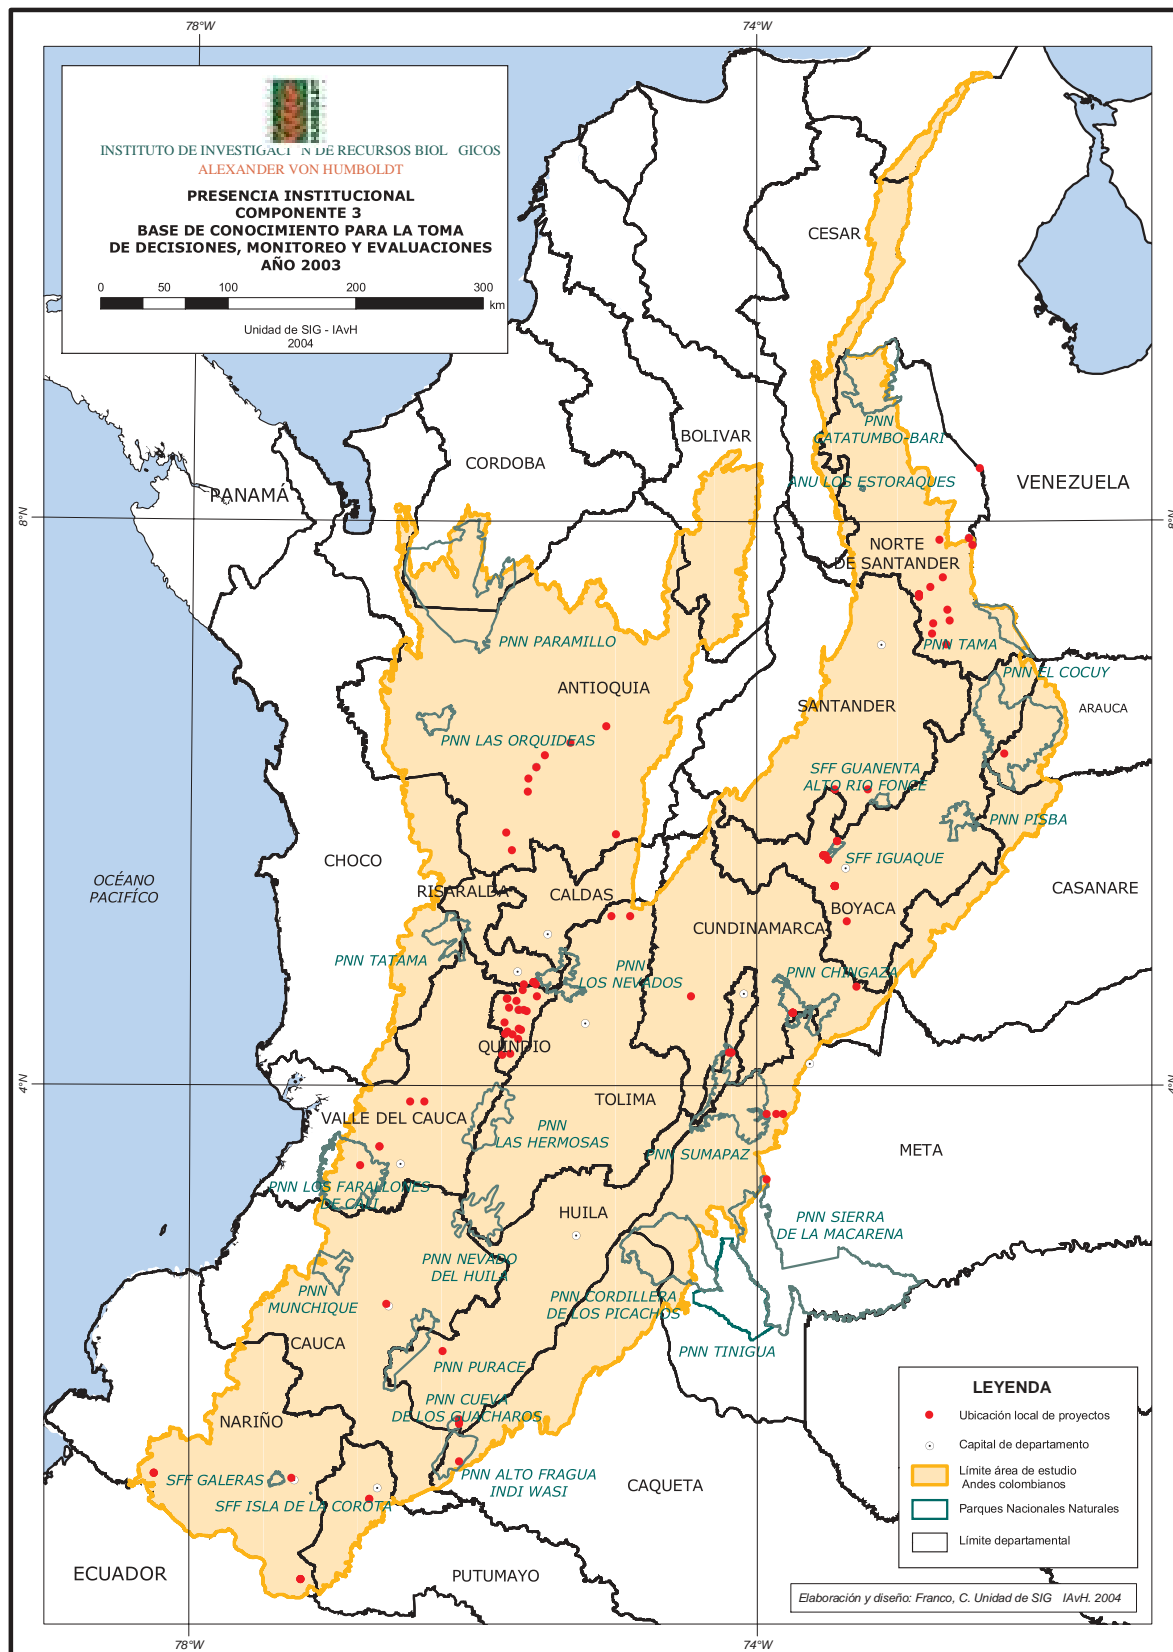 78°W
74°W
INSTITUTO DE INVESTIGACI N DE RECURSOS BIOL GICOS
ALEXANDER VON HUMBOLDT
PRESENCIA INSTITUCIONAL
COMPONENTE 3
BASE DE CONOCIMIENTO PARA LA TOMA
DE DECISIONES, MONITOREO Y EVALUACIONES
AÑO 2003
0 50 100 200 300
km
Unidad de SIG - IAvH
2004
CESAR
PNN
CATATUMBO-BARI
BOLIVAR
CORDOBA
ANU LOS ESTORAQUES
VENEZUELA
PANAMÁ
8°N
8°N
NORTE
DE SANTANDER
PNN PARAMILLO
PNN TAMA
PNN EL COCUY
ANTIOQUIA
SANTANDER
ARAUCA
PNN LAS ORQUIDEAS
SFF GUANENTA
ALTO RIO FONCE
PNN PISBA
CHOCO
SFF IGUAQUE
OCÉANO
PACIFÍCO
RISARALDA
CALDAS
CASANARE
BOYACA
CUNDINAMARCA
PNN TATAMA
PNN
LOS NEVADOS
PNN CHINGAZA
QUINDIO
4°N
4°N
TOLIMA
VALLE DEL CAUCA
PNN
LAS HERMOSAS
PNN SUMAPAZ
META
PNN LOS FARALLONES
DE CALI
HUILA
PNN SIERRA
DE LA MACARENA
PNN NEVADO
DEL HUILA
PNN
MUNCHIQUE
PNN CORDILLERA
DE LOS PICACHOS
CAUCA
PNN TINIGUA
PNN PURACE
PNN CUEVA
DE LOS GUACHAROS
NARIÑO
SFF GALERAS
PNN ALTO FRAGUA
INDI WASI
CAQUETA
SFF ISLA DE LA COROTA
ECUADOR
PUTUMAYO
LEYENDA
Ubicación local de proyectos
Capital de departamento
Límite área de estudio
Andes colombianos
Parques Nacionales Naturales
Límite departamental
Elaboración y diseño: Franco, C. Unidad de SIG IAvH. 2004
78°W
74°W